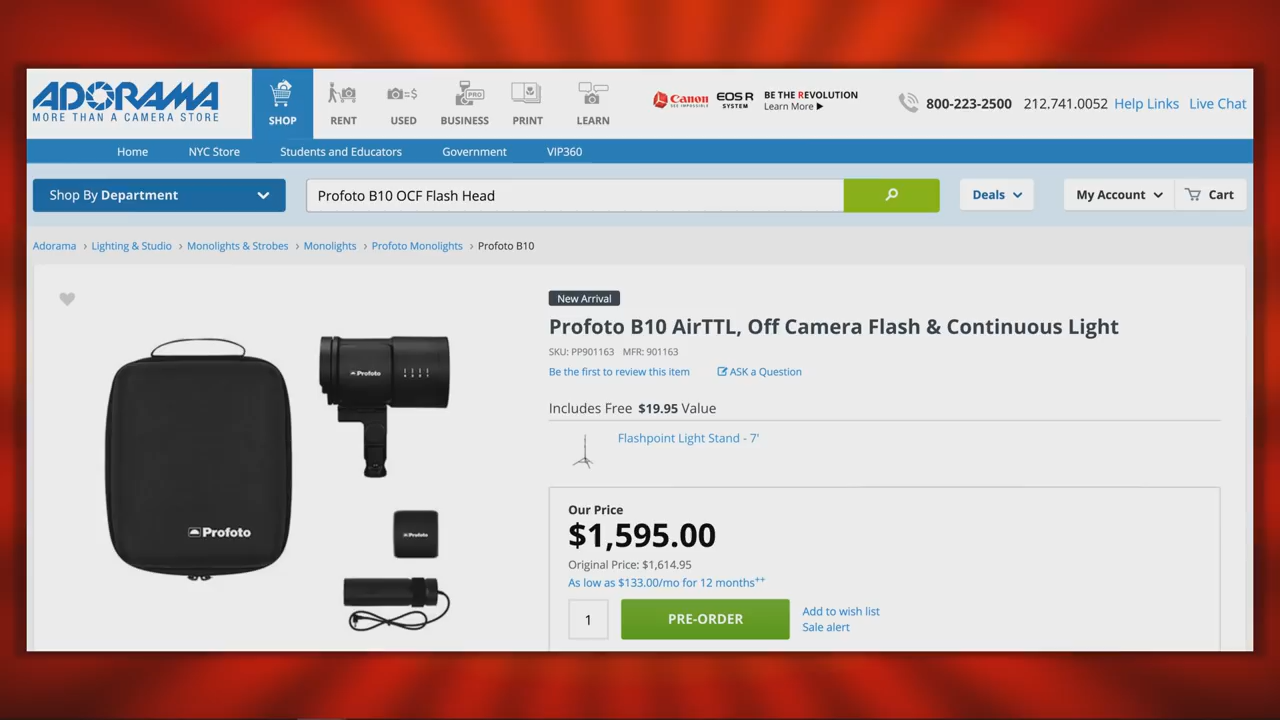 ADORAMA
MORE THAN A CAMERA STORE
SHOP
RENT
=$
USED
PRO
BUSINESS
PRINT
LEARN
Canon
SEE IMPOSSIBLE
EOS R
SYSTEM
BE THE REVOLUTION
Learn More ▶
800-223-2500 212.741.0052 Help Links Live Chat
Home NYC Store Students and Educators Government VIP360
Shop By Department
Profoto B10 OCF Flash Head
Deals
My Account
Cart
Adorama › Lighting & Studio › Monolights & Strobes › Monolights › Profoto Monolights › Profoto B10
New Arrival
Profoto B10 AirTTL, Off Camera Flash & Continuous Light
SKU: PP901163 MFR: 901163
Be the first to review this item ASK a Question
Includes Free $19.95 Value
Flashpoint Light Stand - 7'
Our Price
$1,595.00
Original Price: $1,614.95
As low as $133.00/mo for 12 months++
1
PRE-ORDER
Add to wish list
Sale alert
Profoto
Profoto
Profoto